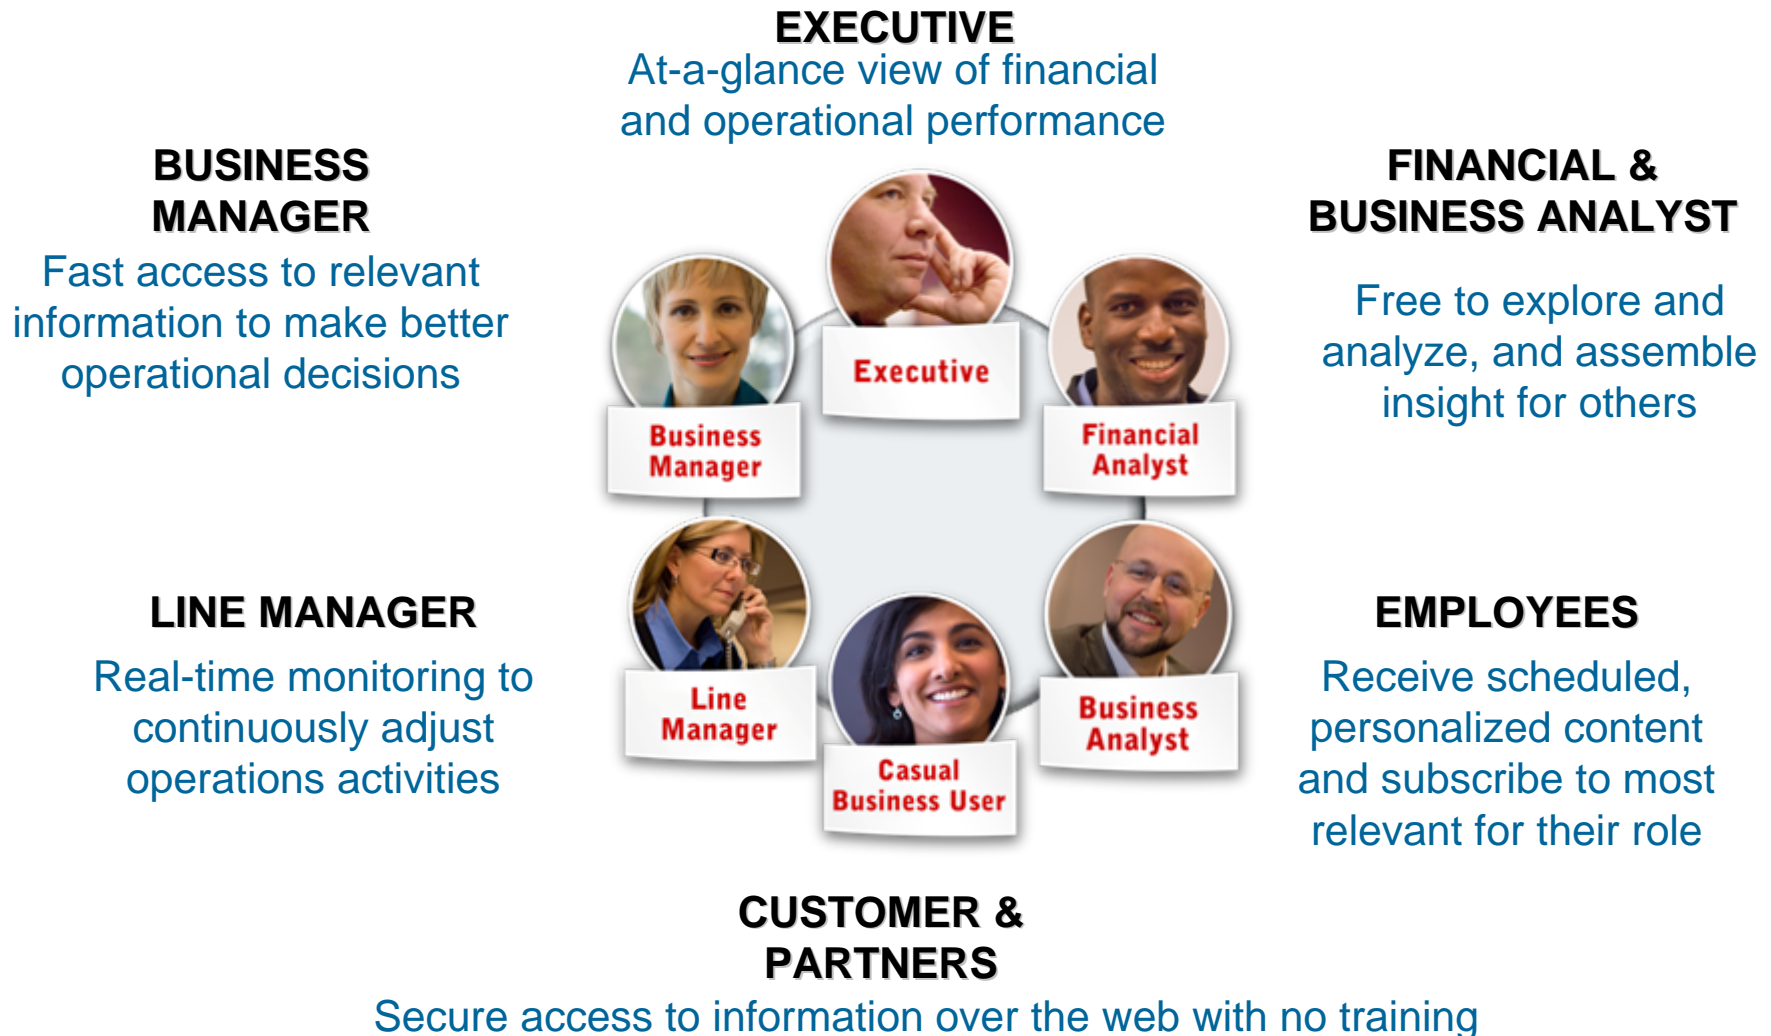 EXECUTIVE
At-a-glance view of financial
and operational performance
BUSINESS
MANAGER
Fast access to relevant
information to make better
operational decisions
FINANCIAL &
BUSINESS ANALYST
Free to explore and
analyze, and assemble
insight for others
Executive
Business
Manager
Financial
Analyst
LINE MANAGER
Real-time monitoring to
continuously adjust
operations activities
EMPLOYEES
Receive scheduled,
personalized content
and subscribe to most
relevant for their role
Line
Manager
Business
Analyst
Casual
Business User
CUSTOMER &
PARTNERS
Secure access to information over the web with no training